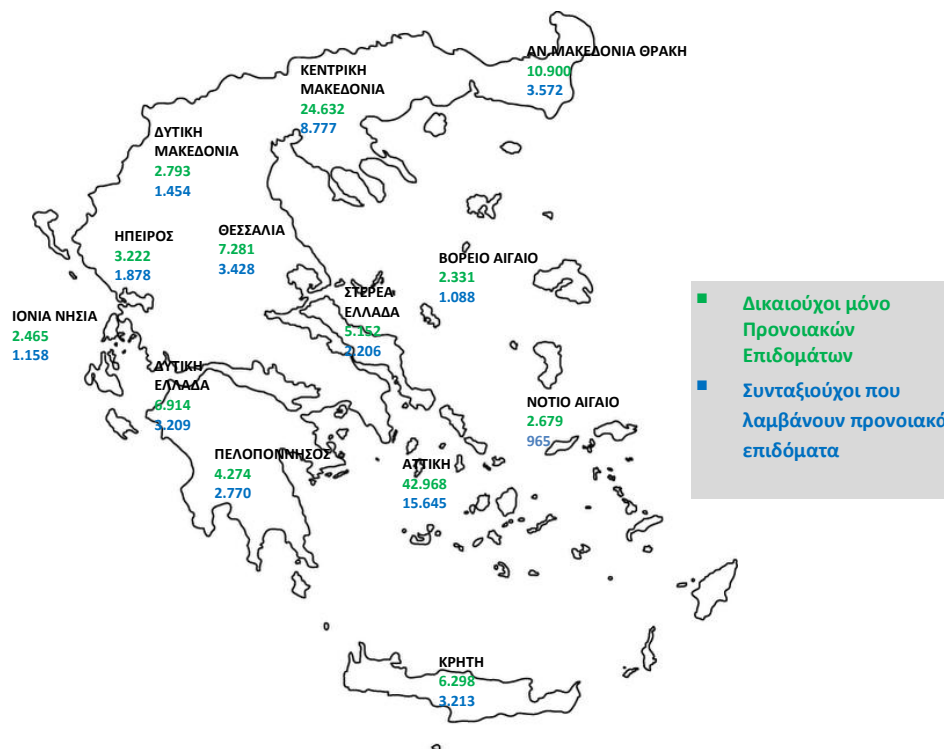 ΑΝ.ΜΑΚΕΔΟΝΙΑ ΘΡΑΚΗ
10.900
3.572
ΚΕΝΤΡΙΚΗ
ΜΑΚΕΔΟΝΙΑ
24.632
8.777
ΔΥΤΙΚΗ
ΜΑΚΕΔΟΝΙΑ
2.793
1.454
ΗΠΕΙΡΟΣ
3.222
1.878
ΘΕΣΣΑΛΙΑ
7.281
3.428
ΒΟΡΕΙΟ ΑΙΓΑΙΟ
2.331
1.088
ΣΤΕΡΕΑ
ΕΛΛΑΔΑ
5.152
2.206
ΙΟΝΙΑ ΝΗΣΙΑ
2.465
1.158
ΔΥΤΙΚΗ
ΕΛΛΑΔΑ
6.914
3.209
ΝΟΤΙΟ ΑΙΓΑΙΟ
2.679
965
ΠΕΛΟΠΟΝΝΗΣΟΣ
4.274
2.770
ΑΤΤΙΚΗ
42.968
15.645
ΚΡΗΤΗ
6.298
3.213
Δικαιούχοι μόνο
Προνοιακών
Επιδομάτων
Συνταξιούχοι που
λαμβάνουν προνοιακά
επιδόματα